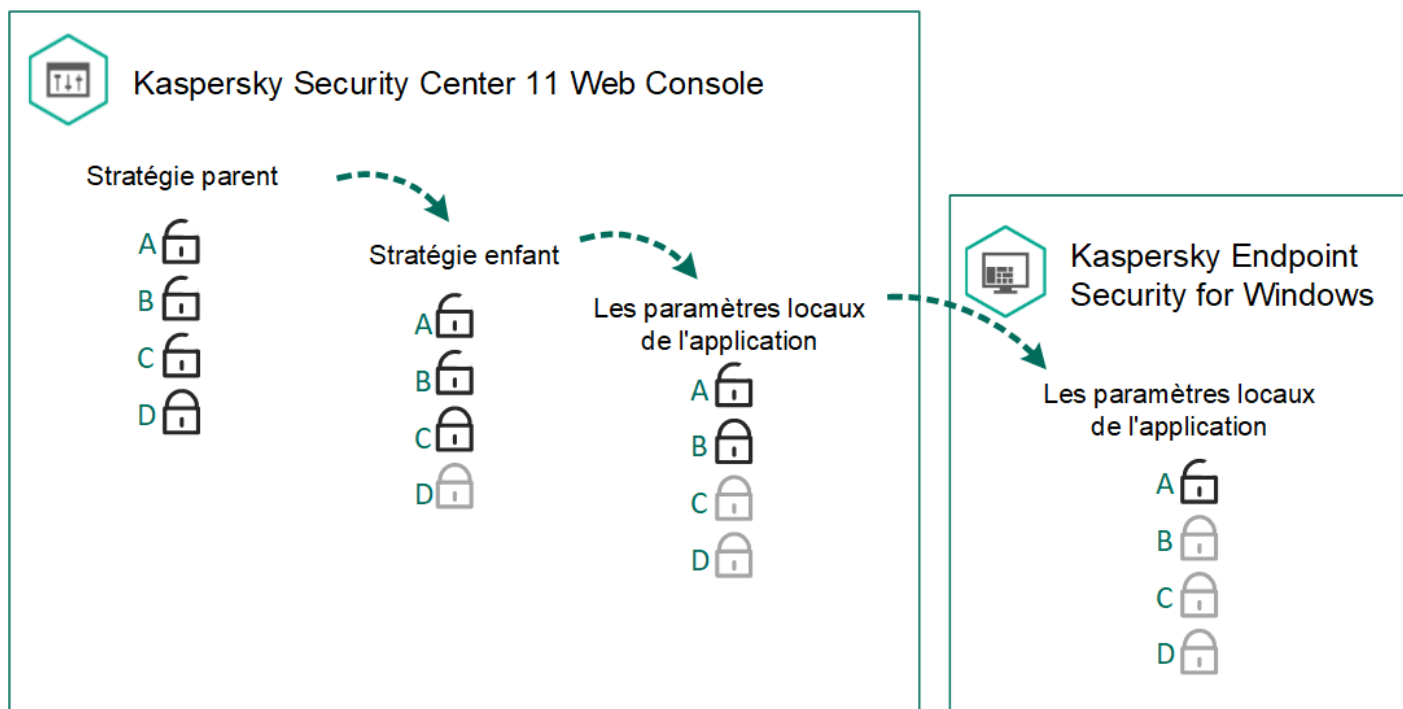 Kaspersky Security Center 11 Web Console
Stratégie parent
A
B
C
D
Stratégie enfant
A
B
C
D
Les paramètres locaux
de l'application
A
B
C
D
Kaspersky Endpoint
Security for Windows
Les paramètres locaux
de l'application
A
B
C
D